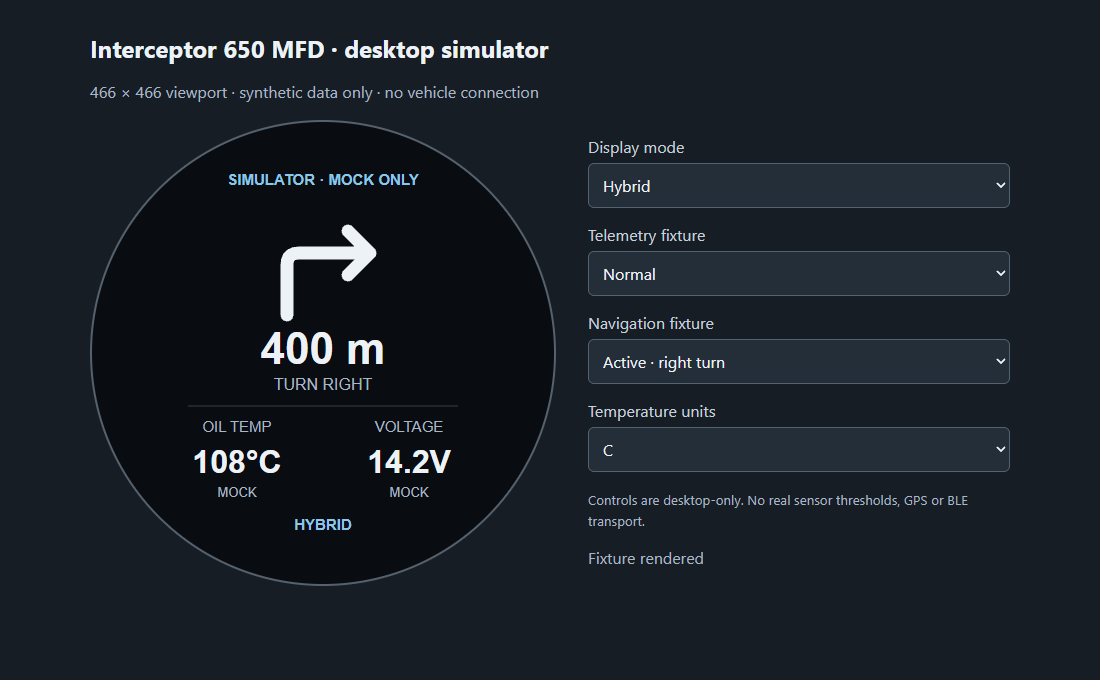 Interceptor 650 MFD · desktop simulator
466 × 466 viewport · synthetic data only · no vehicle connection
SIMULATOR · MOCK ONLY
400 m
TURN RIGHT
OIL TEMP
VOLTAGE
108°C
14.2V
MOCK
MOCK
HYBRID
Display mode
Hybrid
Telemetry fixture
Normal
Navigation fixture
Active · right turn
Temperature units
C
Controls are desktop-only. No real sensor thresholds, GPS or BLE
transport.
Fixture rendered